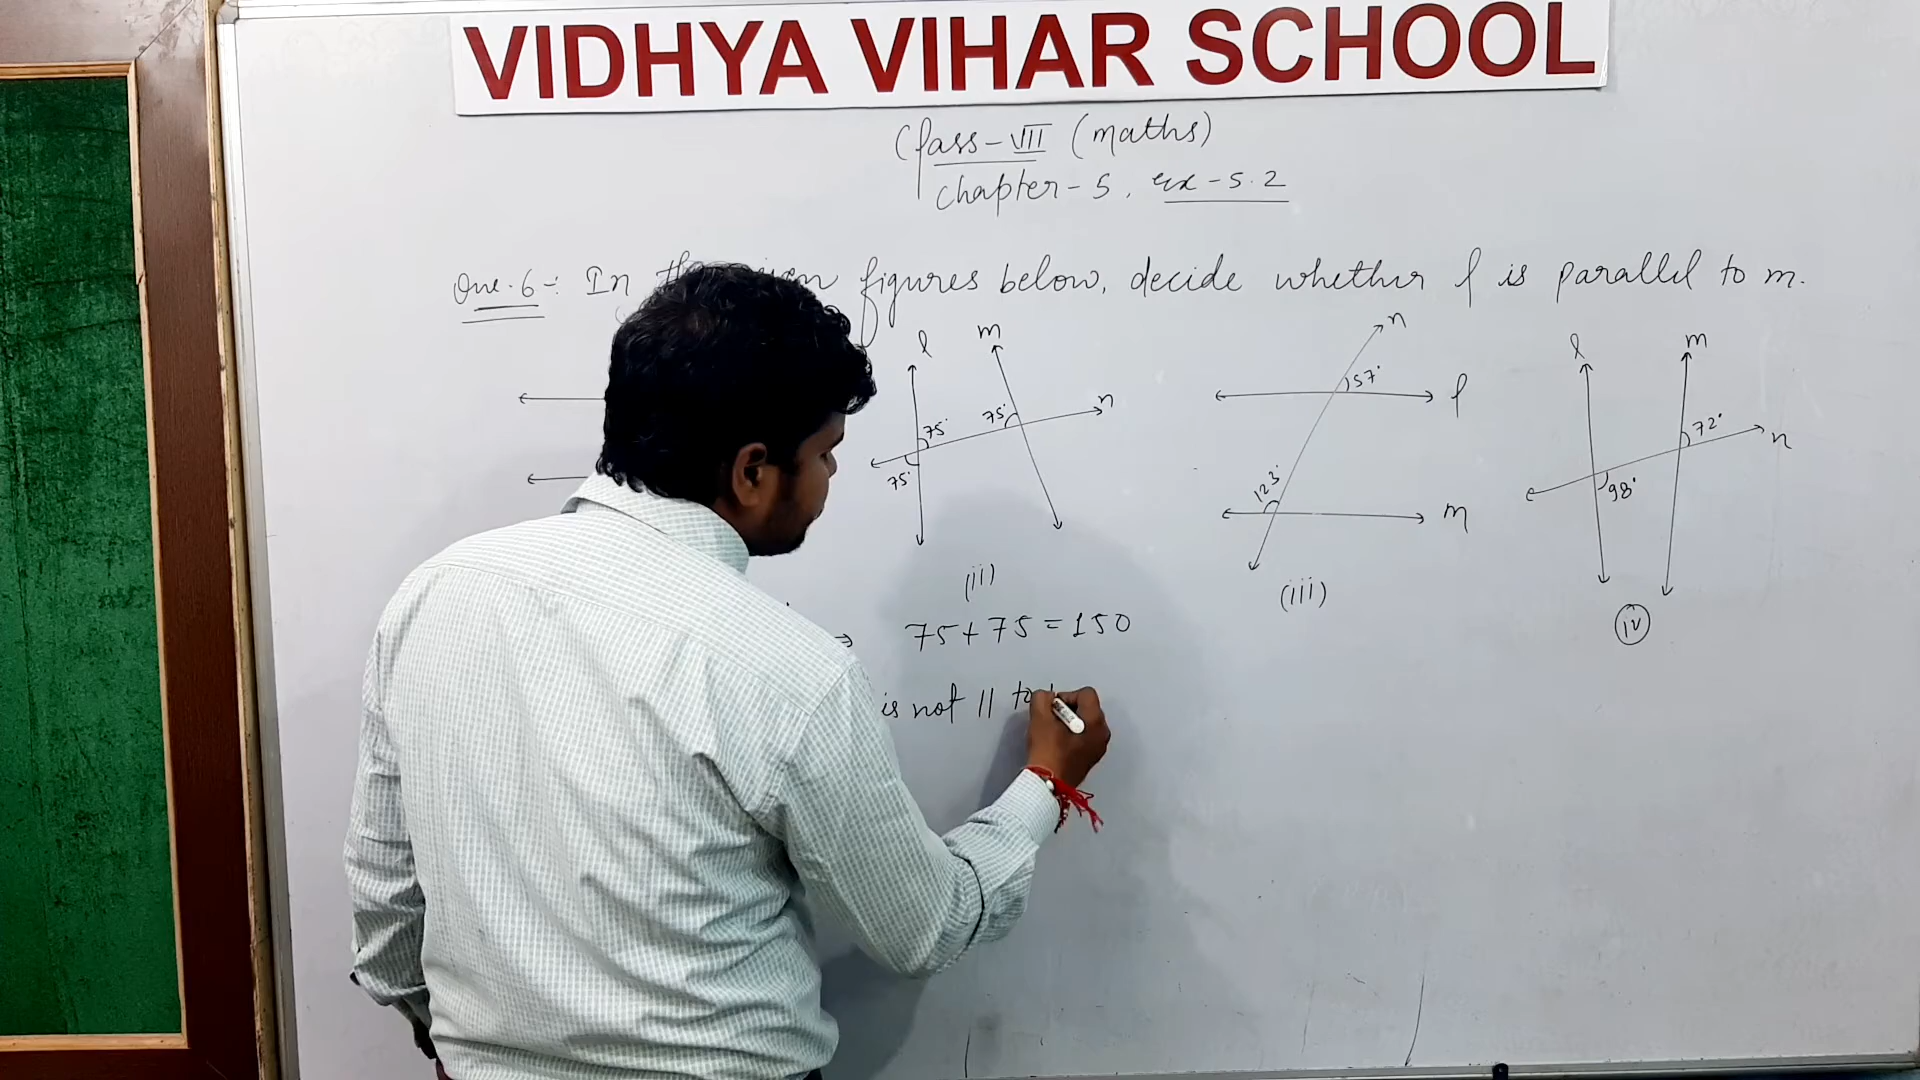 VIDHYA VIHAR SCHOOL
Class-VII (maths)
Chapter-5, ex-5.2
Que.6-: In figures below, decide whether l is parallel to m.
l m n
75° 75°
75°
(ii)
75+75=150
is not || to
n
57° l
123° m
(iii)
l m
72° n
98°
iv